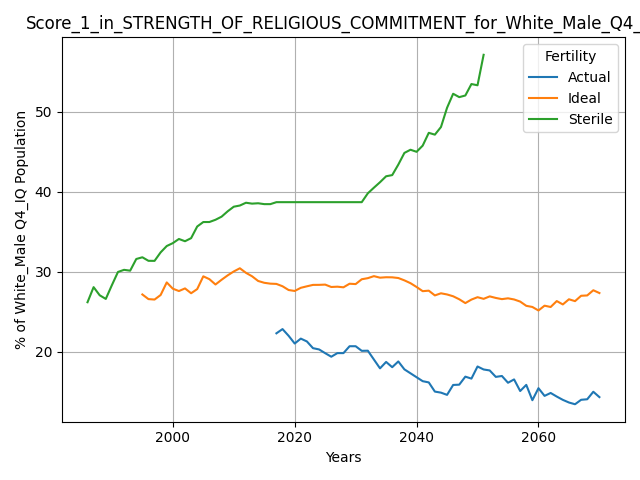 Score_1_in_STRENGTH_OF_RELIGIOUS_COMMITMENT_for_White_Male_Q4_
Fertility
Actual
Ideal
Sterile
% of White_Male Q4_IQ Population
50
40
30
20
2000
2020
2040
2060
Years